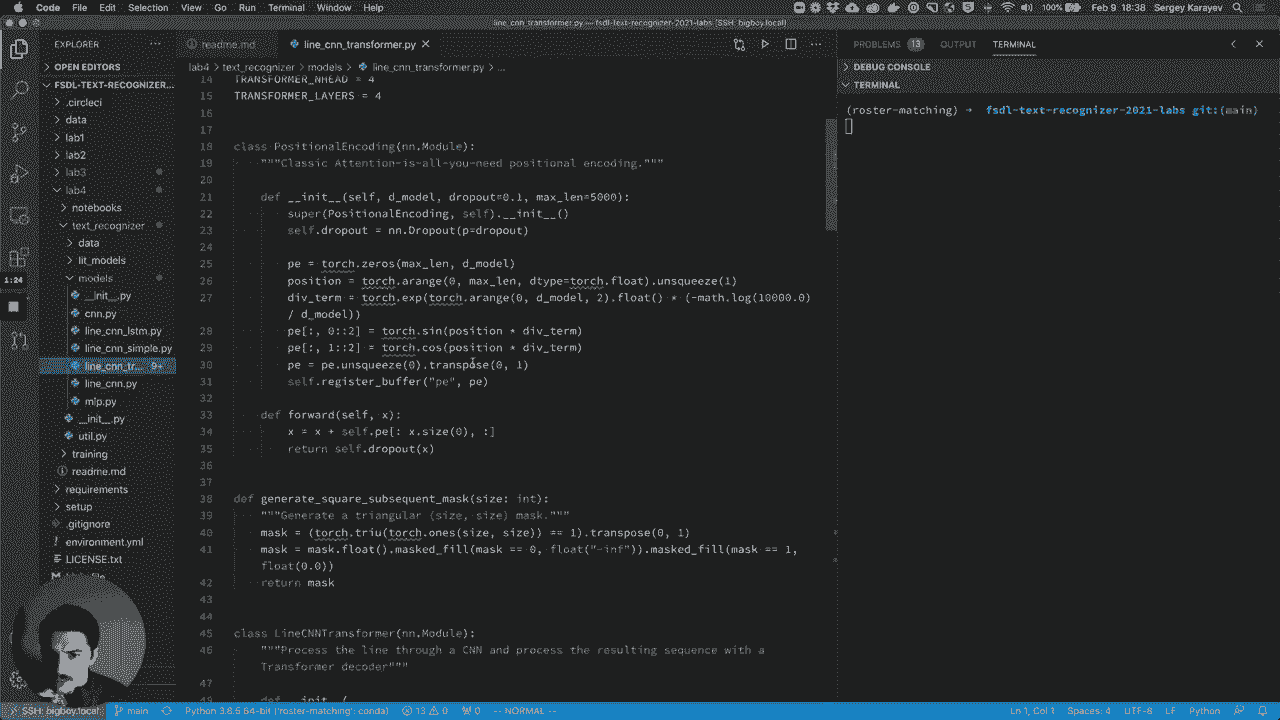 Code File Edit Selection View Go Run Terminal Window Help
100% Feb 9 18:38 Sergey Karayev
line_cnn_transformer.py — fsdl-text-recognizer-2021-labs [SSH: bigboy.local]
EXPLORER
readme.md
line_cnn_transformer.py
PROBLEMS 13 OUTPUT TERMINAL
OPEN EDITORS
FSDL-TEXT-RECOGNIZER...
.circleci
data
lab1
lab2
lab3
lab4
notebooks
text_recognizer
data
lit_models
models
__init__.py
cnn.py
line_cnn_lstm.py
line_cnn_simple.py
line_cnn_tr... 9+
line_cnn.py
mlp.py
__init__.py
util.py
training
readme.md
requirements
setup
.gitignore
environment.yml
LICENSE.txt
1:24
lab4 > text_recognizer > models > line_cnn_transformer.py > ...
14 TRANSFORMER_NHEAD = 4
15 TRANSFORMER_LAYERS = 4
16
17
18 class PositionalEncoding(nn.Module):
19 """Classic Attention-is-all-you-need positional encoding."""
20
21 def __init__(self, d_model, dropout=0.1, max_len=5000):
22 super(PositionalEncoding, self).__init__()
23 self.dropout = nn.Dropout(p=dropout)
24
25 pe = torch.zeros(max_len, d_model)
26 position = torch.arange(0, max_len, dtype=torch.float).unsqueeze(1)
27 div_term = torch.exp(torch.arange(0, d_model, 2).float() * (-math.log(10000.0)
/ d_model))
28 pe[:, 0::2] = torch.sin(position * div_term)
29 pe[:, 1::2] = torch.cos(position * div_term)
30 pe = pe.unsqueeze(0).transpose(0, 1)
31 self.register_buffer("pe", pe)
32
33 def forward(self, x):
34 x = x + self.pe[: x.size(0), :]
35 return self.dropout(x)
36
37
38 def generate_square_subsequent_mask(size: int):
39 """Generate a triangular (size, size) mask."""
40 mask = (torch.triu(torch.ones(size, size)) == 1).transpose(0, 1)
41 mask = mask.float().masked_fill(mask == 0, float("-inf")).masked_fill(mask == 1,
float(0.0))
42 return mask
43
44
45 class LineCNNTransformer(nn.Module):
46 """Process the line through a CNN and process the resulting sequence with a
Transformer decoder"""
47
48 def __init__(
DEBUG CONSOLE
TERMINAL
(roster-matching) → fsdl-text-recognizer-2021-labs git:(main)
SSH: bigboy.local main Python 3.6.5 64-bit ('roster-matching': conda) 13 0 0 -- NORMAL -- Ln 1, Col 1 Spaces: 4 UTF-8 LF Python